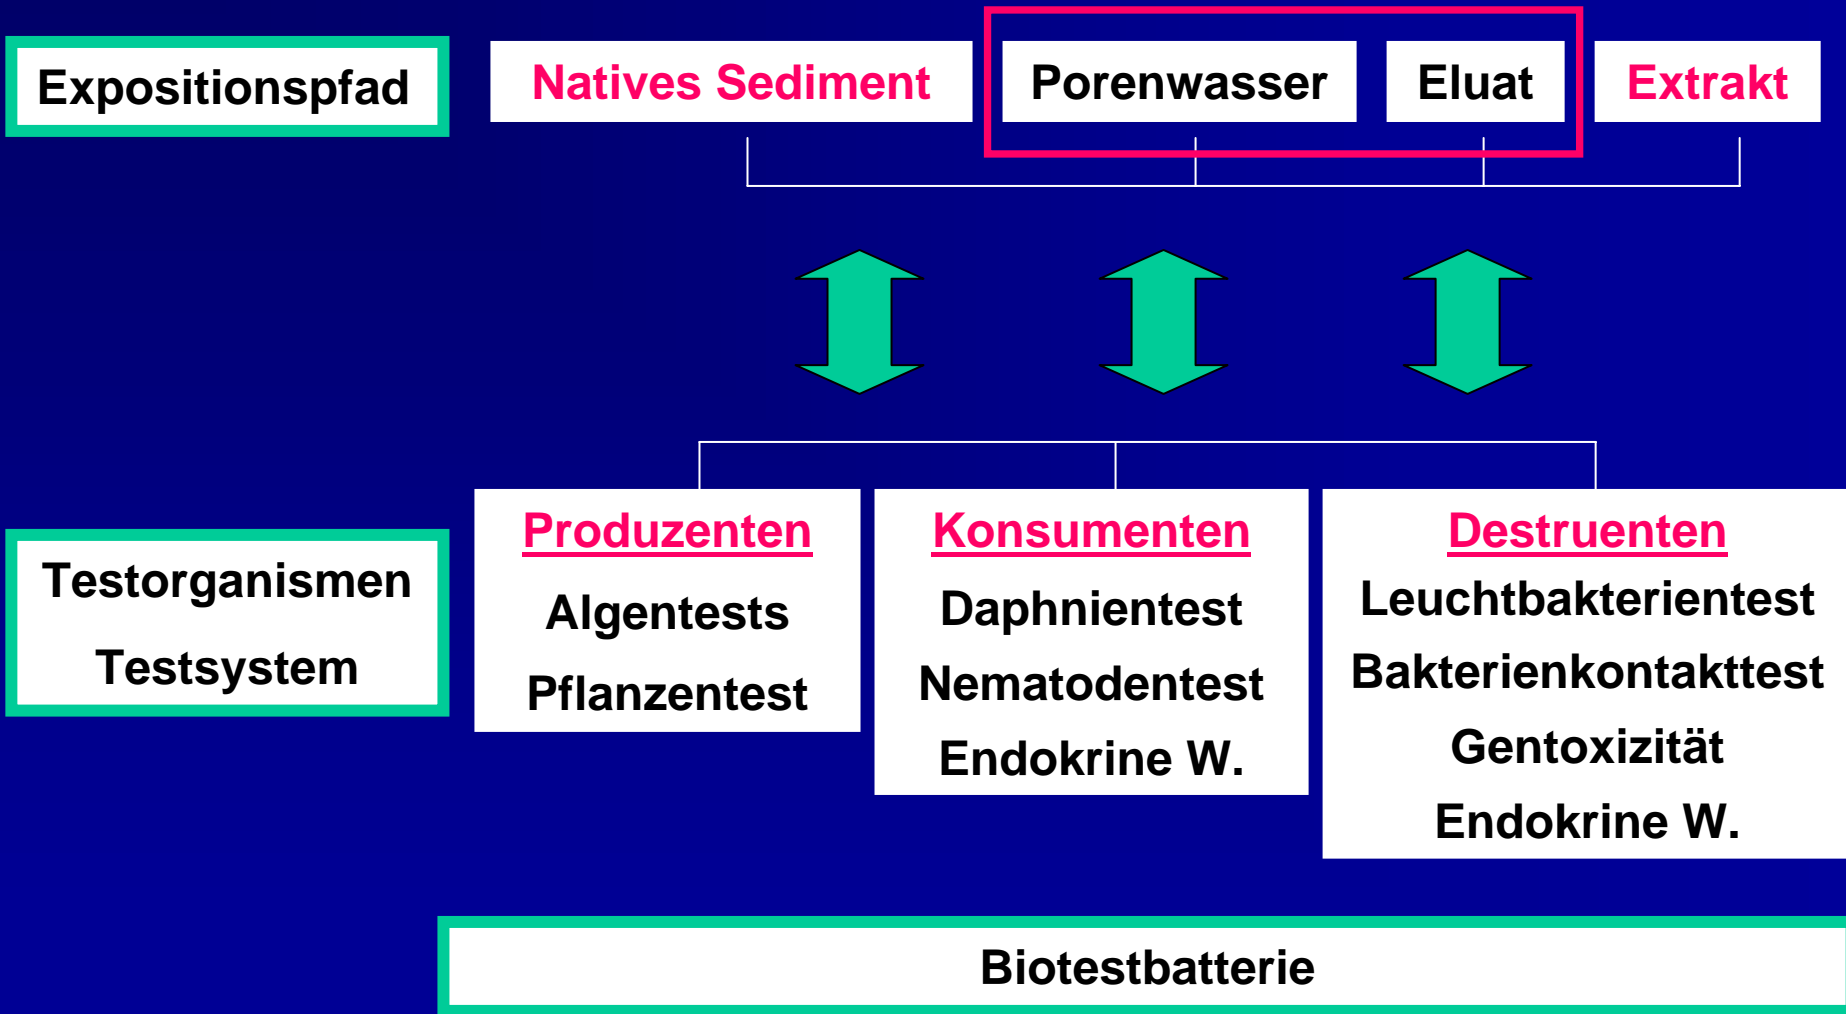 Expositionspfad
Natives Sediment
Porenwasser
Eluat
Extrakt
Testorganismen
Testsystem
Produzenten
Algentests
Pflanzentest
Konsumenten
Daphnientest
Nematodentest
Endokrine W.
Destruenten
Leuchtbakterientest
Bakterienkontakttest
Gentoxizität
Endokrine W.
Biotestbatterie